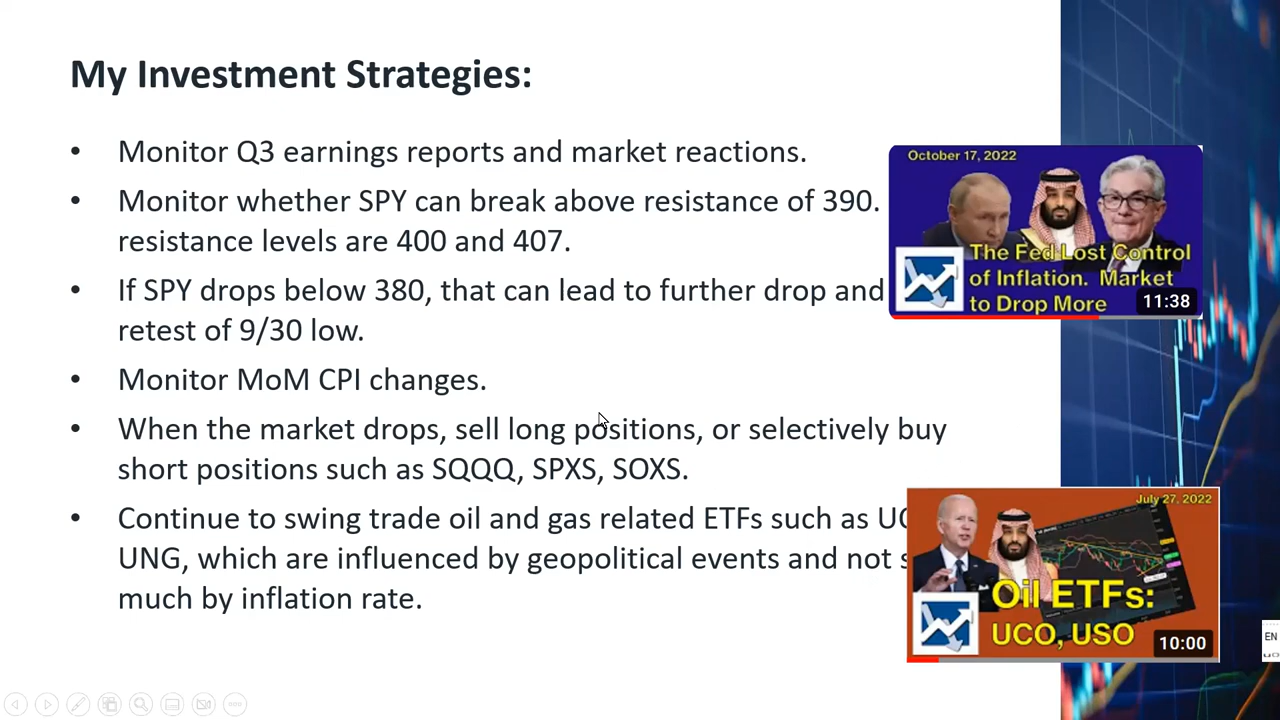 My Investment Strategies:
• Monitor Q3 earnings reports and market reactions.
• Monitor whether SPY can break above resistance of 390.
resistance levels are 400 and 407.
• If SPY drops below 380, that can lead to further drop and
retest of 9/30 low.
• Monitor MoM CPI changes.
• When the market drops, sell long positions, or selectively buy
short positions such as SQQQ, SPXS, SOXS.
• Continue to swing trade oil and gas related ETFs such as
UNG, which are influenced by geopolitical events and not
much by inflation rate.
October 17, 2022
The Fed Lost Control
of Inflation. Market
to Drop More
11:38
July 27, 2022
Oil ETFs:
UCO, USO
10:00
EN